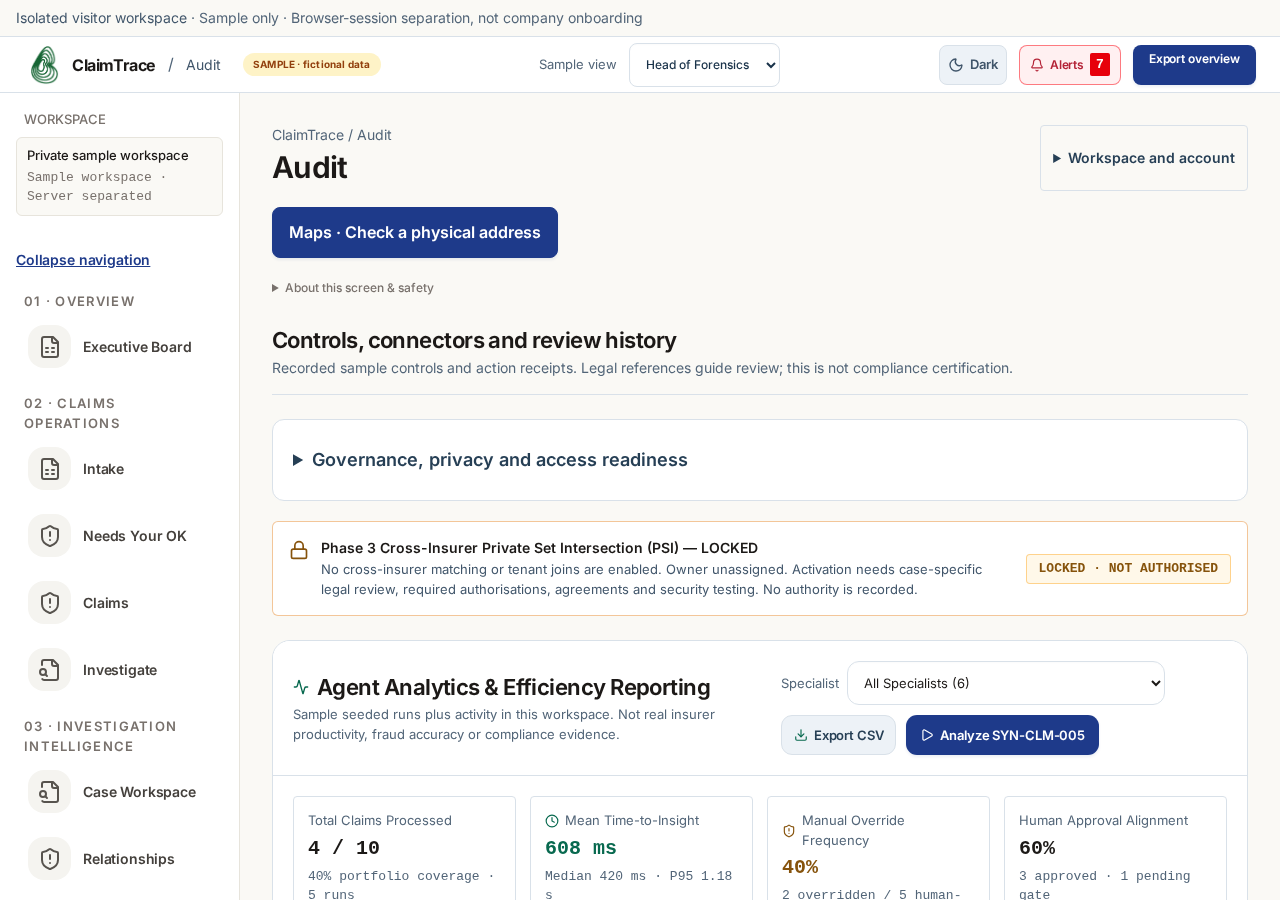 Isolated visitor workspace · Sample only · Browser-session separation, not company onboarding
ClaimTrace / Audit
SAMPLE · fictional data
Sample view
Head of Forensics
Dark
Alerts 7
Export overview
WORKSPACE
Private sample workspace
Sample workspace ·
Server separated
Collapse navigation
01 · OVERVIEW
Executive Board
02 · CLAIMS
OPERATIONS
Intake
Needs Your OK
Claims
Investigate
03 · INVESTIGATION
INTELLIGENCE
Case Workspace
Relationships
ClaimTrace / Audit
Audit
Workspace and account
Maps · Check a physical address
About this screen & safety
Controls, connectors and review history
Recorded sample controls and action receipts. Legal references guide review; this is not compliance certification.
Governance, privacy and access readiness
Phase 3 Cross-Insurer Private Set Intersection (PSI) — LOCKED
No cross-insurer matching or tenant joins are enabled. Owner unassigned. Activation needs case-specific
legal review, required authorisations, agreements and security testing. No authority is recorded.
LOCKED · NOT AUTHORISED
Agent Analytics & Efficiency Reporting
Sample seeded runs plus activity in this workspace. Not real insurer
productivity, fraud accuracy or compliance evidence.
Specialist
All Specialists (6)
Export CSV
Analyze SYN-CLM-005
Total Claims Processed
4 / 10
40% portfolio coverage ·
5 runs
Mean Time-to-Insight
608 ms
Median 420 ms · P95 1.18
s
Manual Override
Frequency
40%
2 overridden / 5 human-
Human Approval Alignment
60%
3 approved · 1 pending
gate